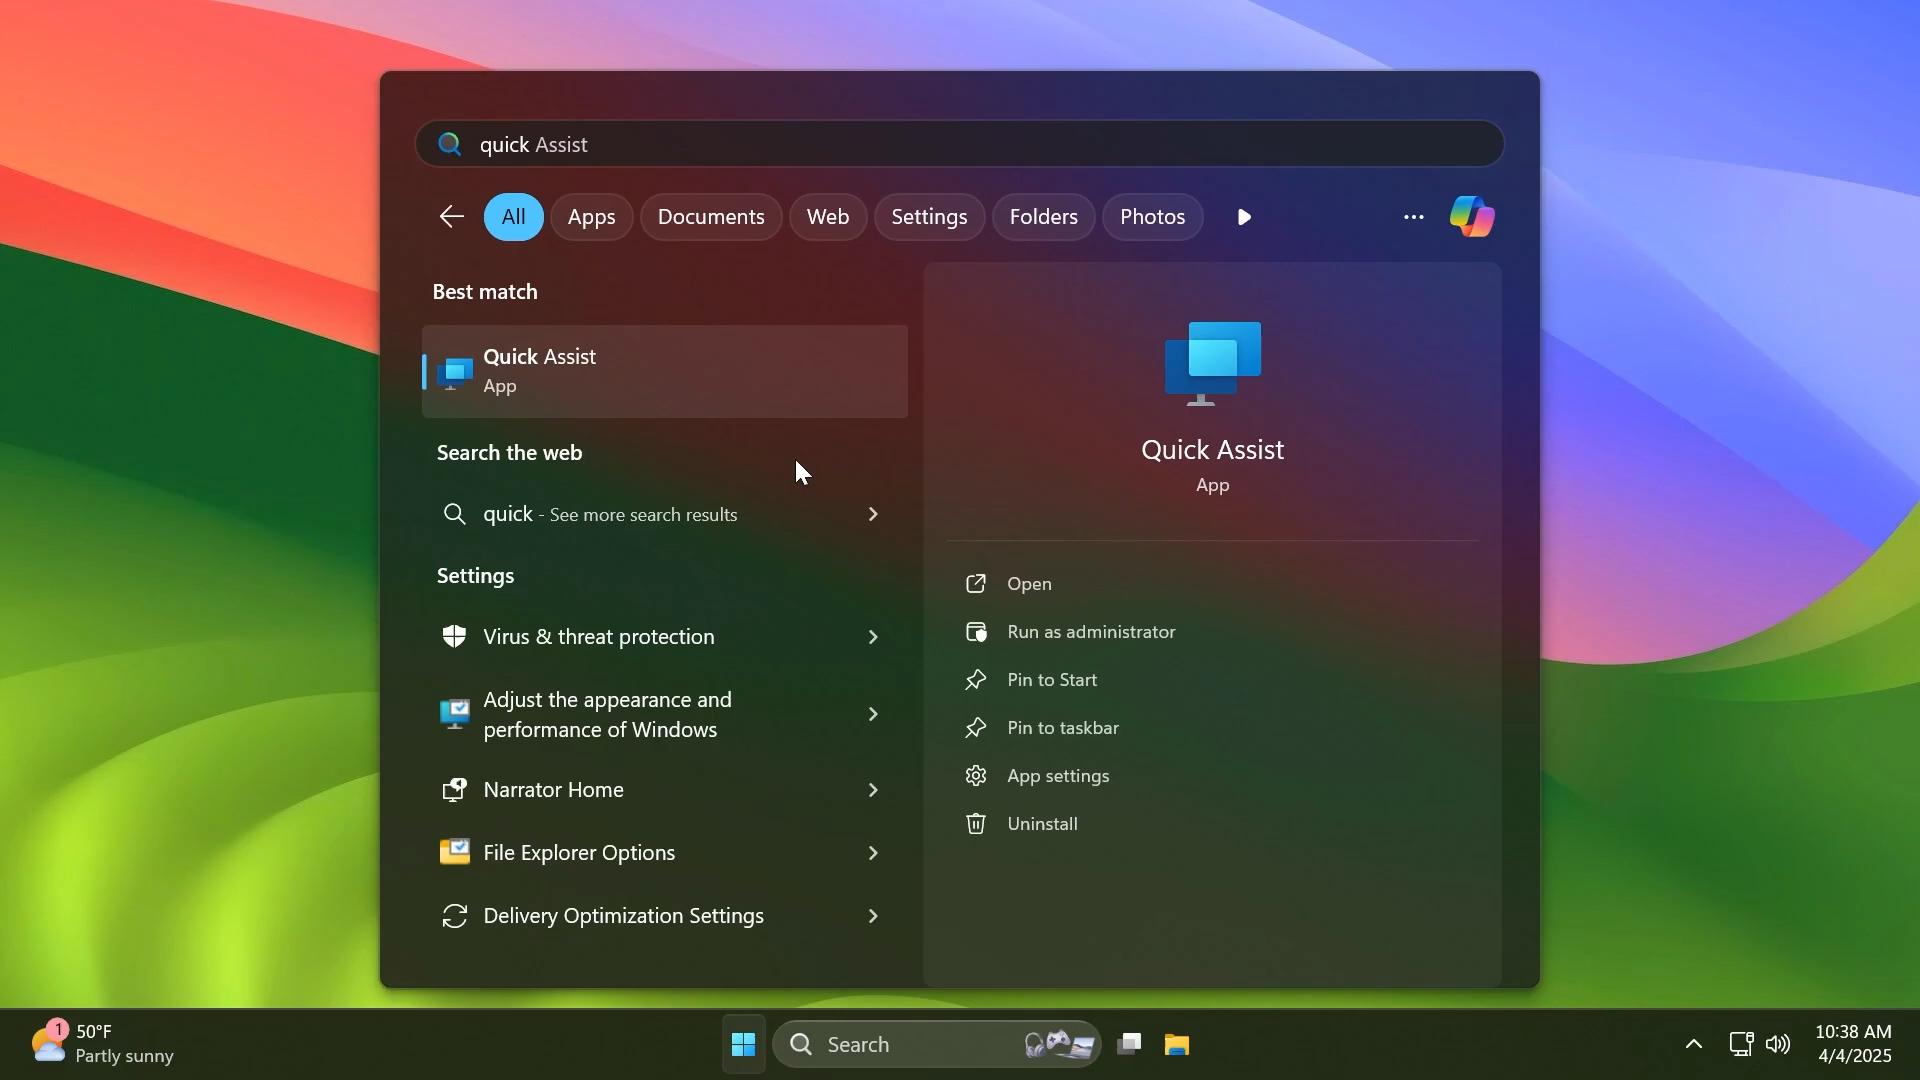 quick Assist
All Apps Documents Web Settings Folders Photos
Best match
Quick Assist
App
Search the web
quick - See more search results
Settings
Virus & threat protection
Adjust the appearance and
performance of Windows
Narrator Home
File Explorer Options
Delivery Optimization Settings
Quick Assist
App
Open
Run as administrator
Pin to Start
Pin to taskbar
App settings
Uninstall
1
50°F
Partly sunny
Search
10:38 AM
4/4/2025